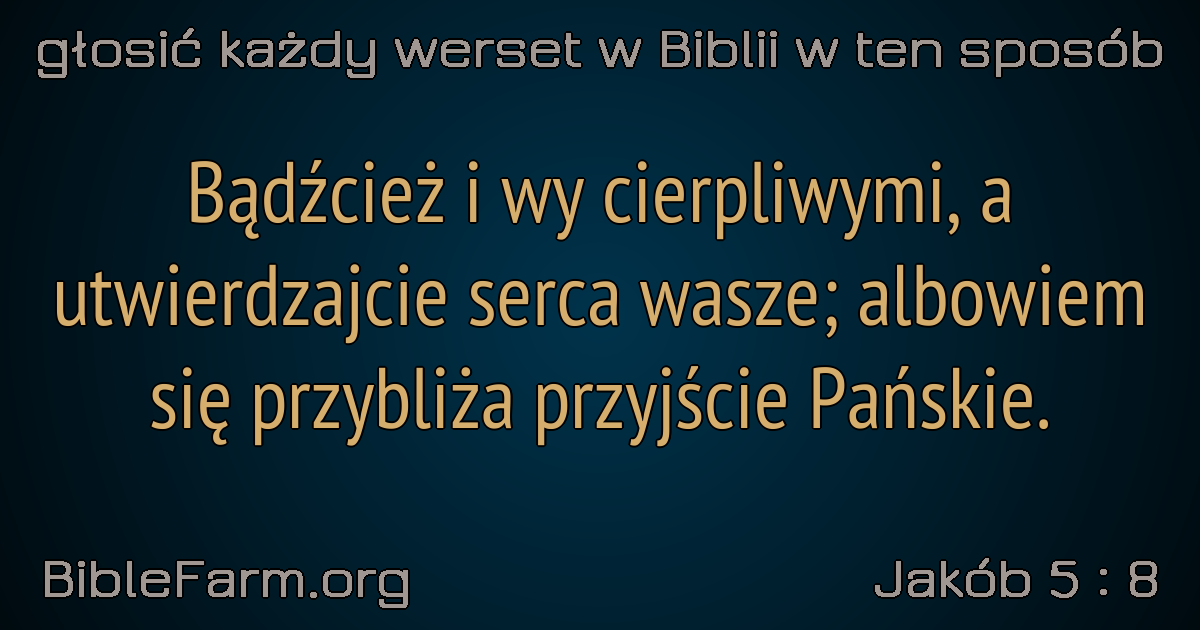 głosić każdy werset w Biblii w ten sposób
Bądźcież i wy cierpliwymi, a
utwierdzajcie serca wasze; albowiem
się przybliża przyjście Pańskie.
BibleFarm.org
Jakób 5 : 8